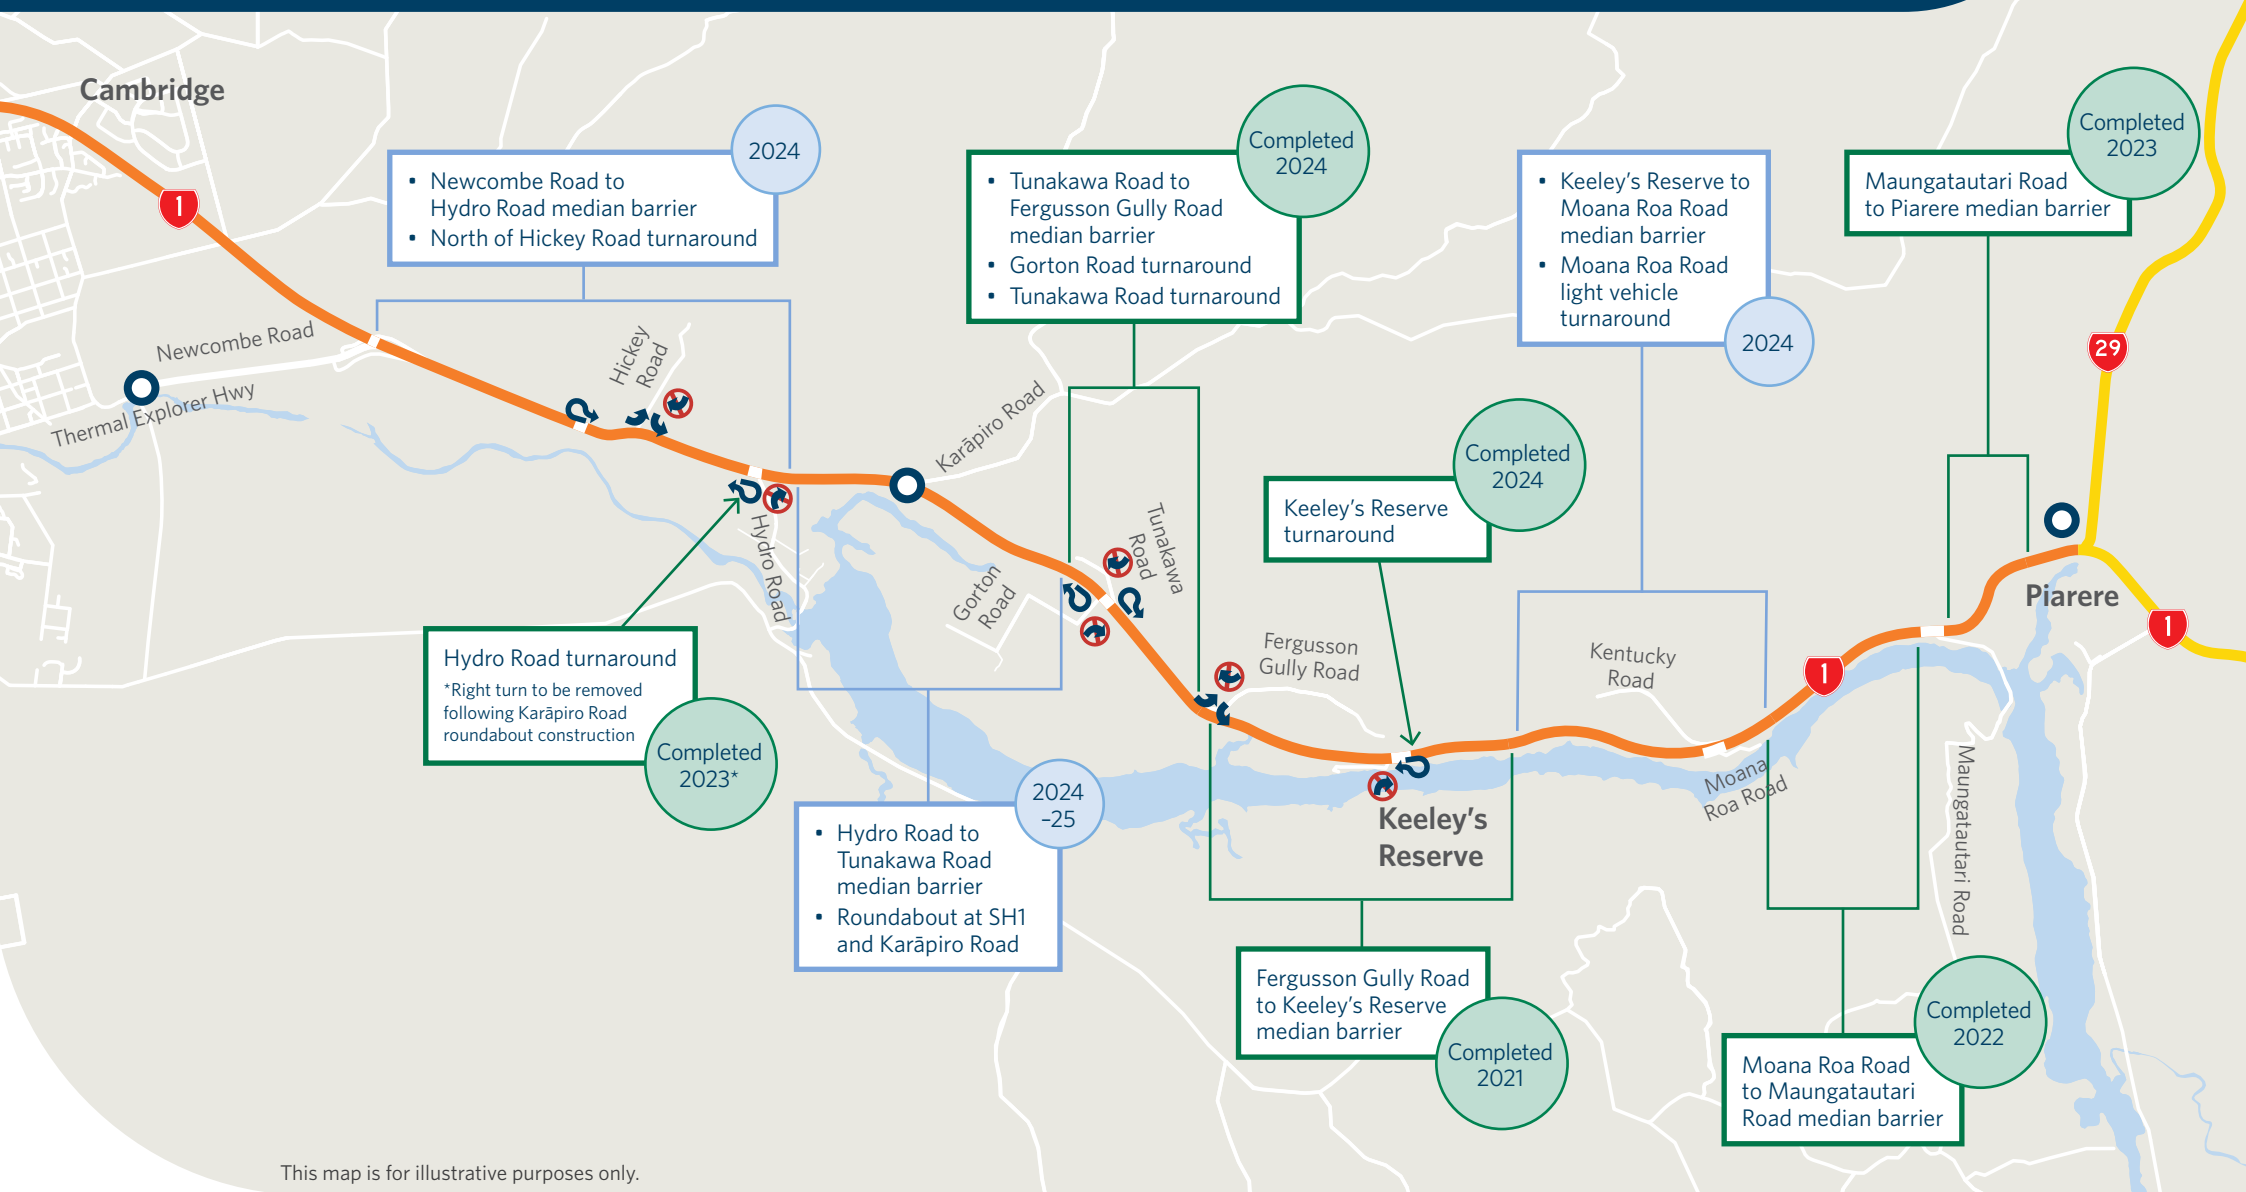 Cambridge
1
Newcombe Road
Thermal Explorer Hwy
2024
• Newcombe Road to
Hydro Road median barrier
• North of Hickey Road turnaround
Hickey
Road
Completed
2024
• Tunakawa Road to
Fergusson Gully Road
median barrier
• Gorton Road turnaround
• Tunakawa Road turnaround
• Keeley's Reserve to
Moana Roa Road
median barrier
• Moana Roa Road
light vehicle
turnaround
2024
Completed
2023
Maungatautari Road
to Piarere median barrier
29
Karāpiro Road
Hydro Road
Gorton
Road
Tunakawa
Road
Completed
2024
Keeley's Reserve
turnaround
Fergusson
Gully Road
Kentucky
Road
Piarere
1
1
Hydro Road turnaround
*Right turn to be removed
following Karāpiro Road
roundabout construction
Completed
2023*
2024
–25
• Hydro Road to
Tunakawa Road
median barrier
• Roundabout at SH1
and Karāpiro Road
Keeley's
Reserve
Moana
Roa Road
Maungatautari Road
Fergusson Gully Road
to Keeley's Reserve
median barrier
Completed
2021
Completed
2022
Moana Roa Road
to Maungatautari
Road median barrier
This map is for illustrative purposes only.